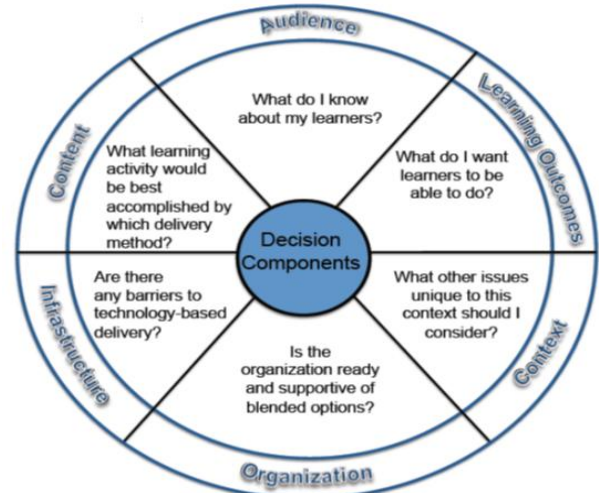 Audience
What do I know
about my learners?
Learning Outcomes
What do I want
learners to be
able to do?
Context
What other issues
unique to this
context should I
consider?
Organization
Is the
organization ready
and supportive of
blended options?
Infrastructure
Are there
any barriers to
technology-based
delivery?
Content
What learning
activity would
be best
accomplished by
which delivery
method?
Decision
Components